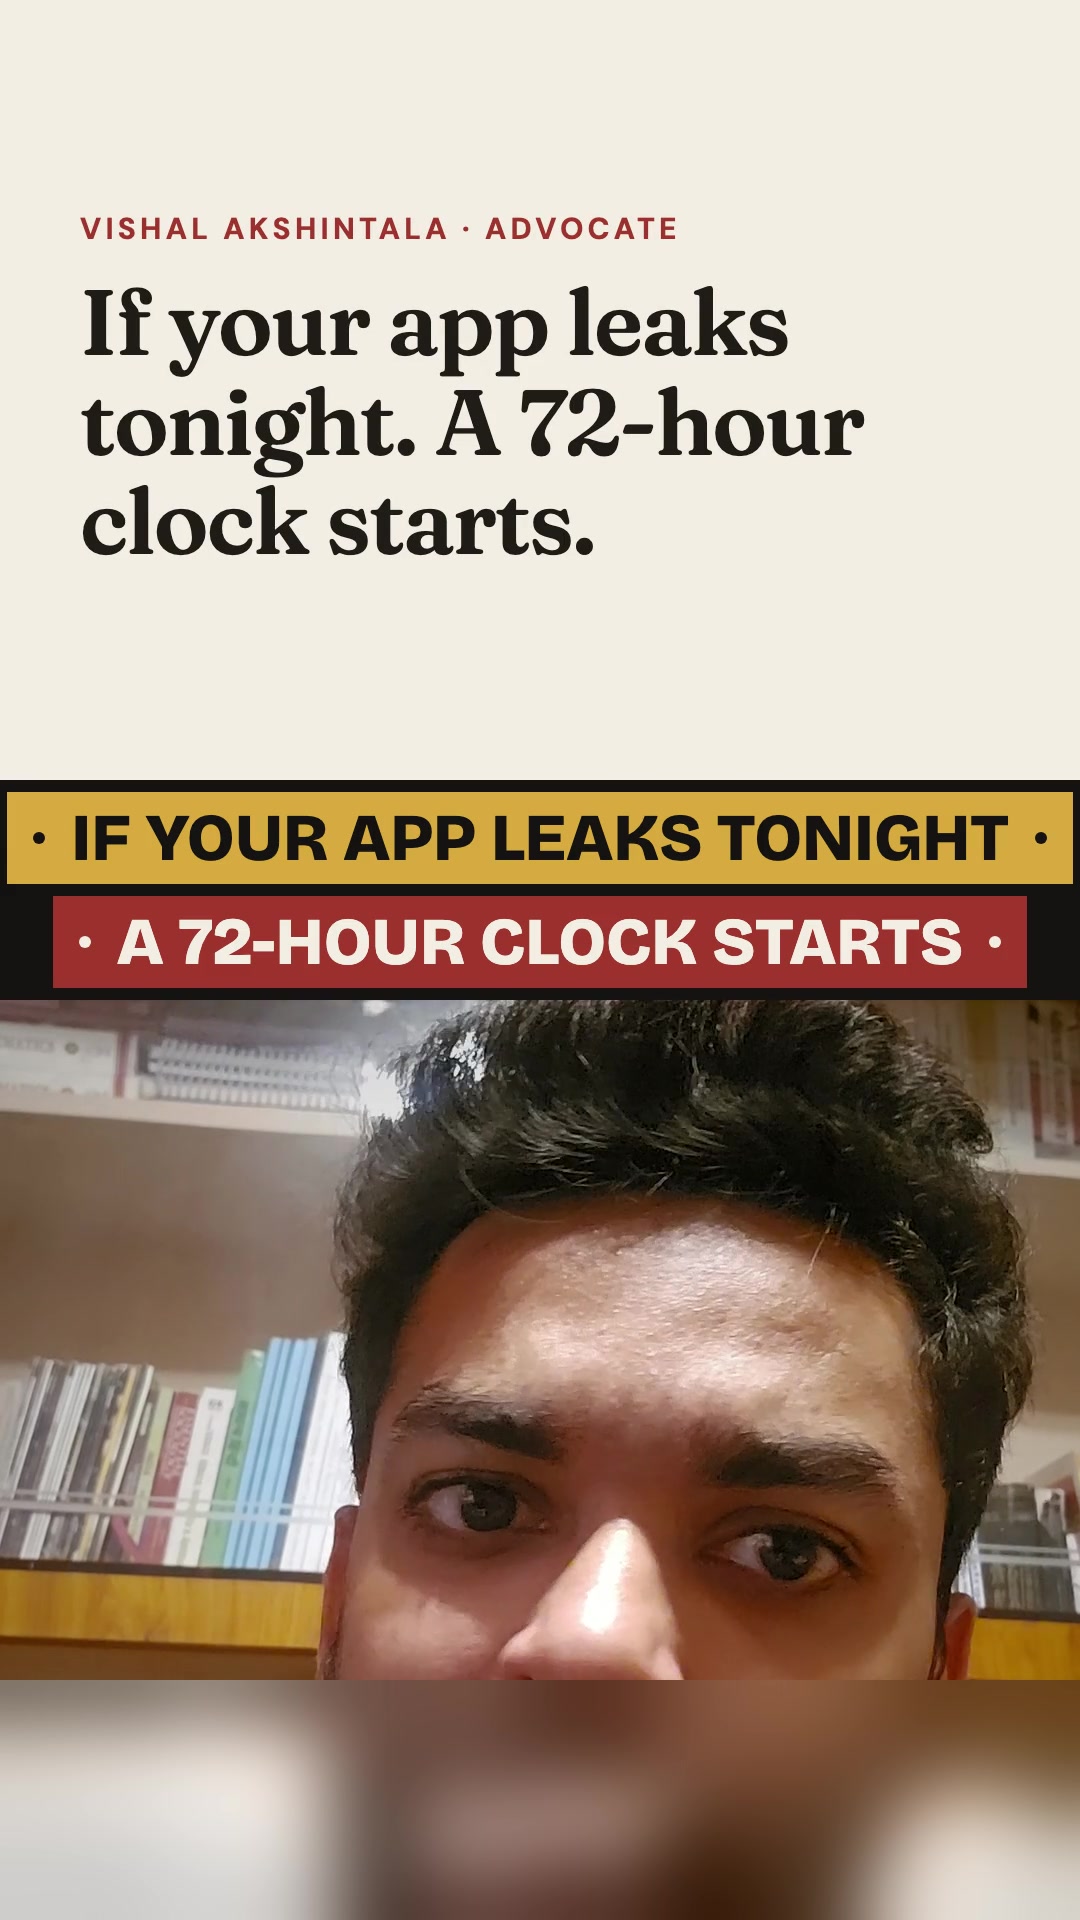 VISHAL AKSHINTALA · ADVOCATE
If your app leaks
tonight. A 72-hour
clock starts.
· IF YOUR APP LEAKS TONIGHT ·
· A 72-HOUR CLOCK STARTS ·